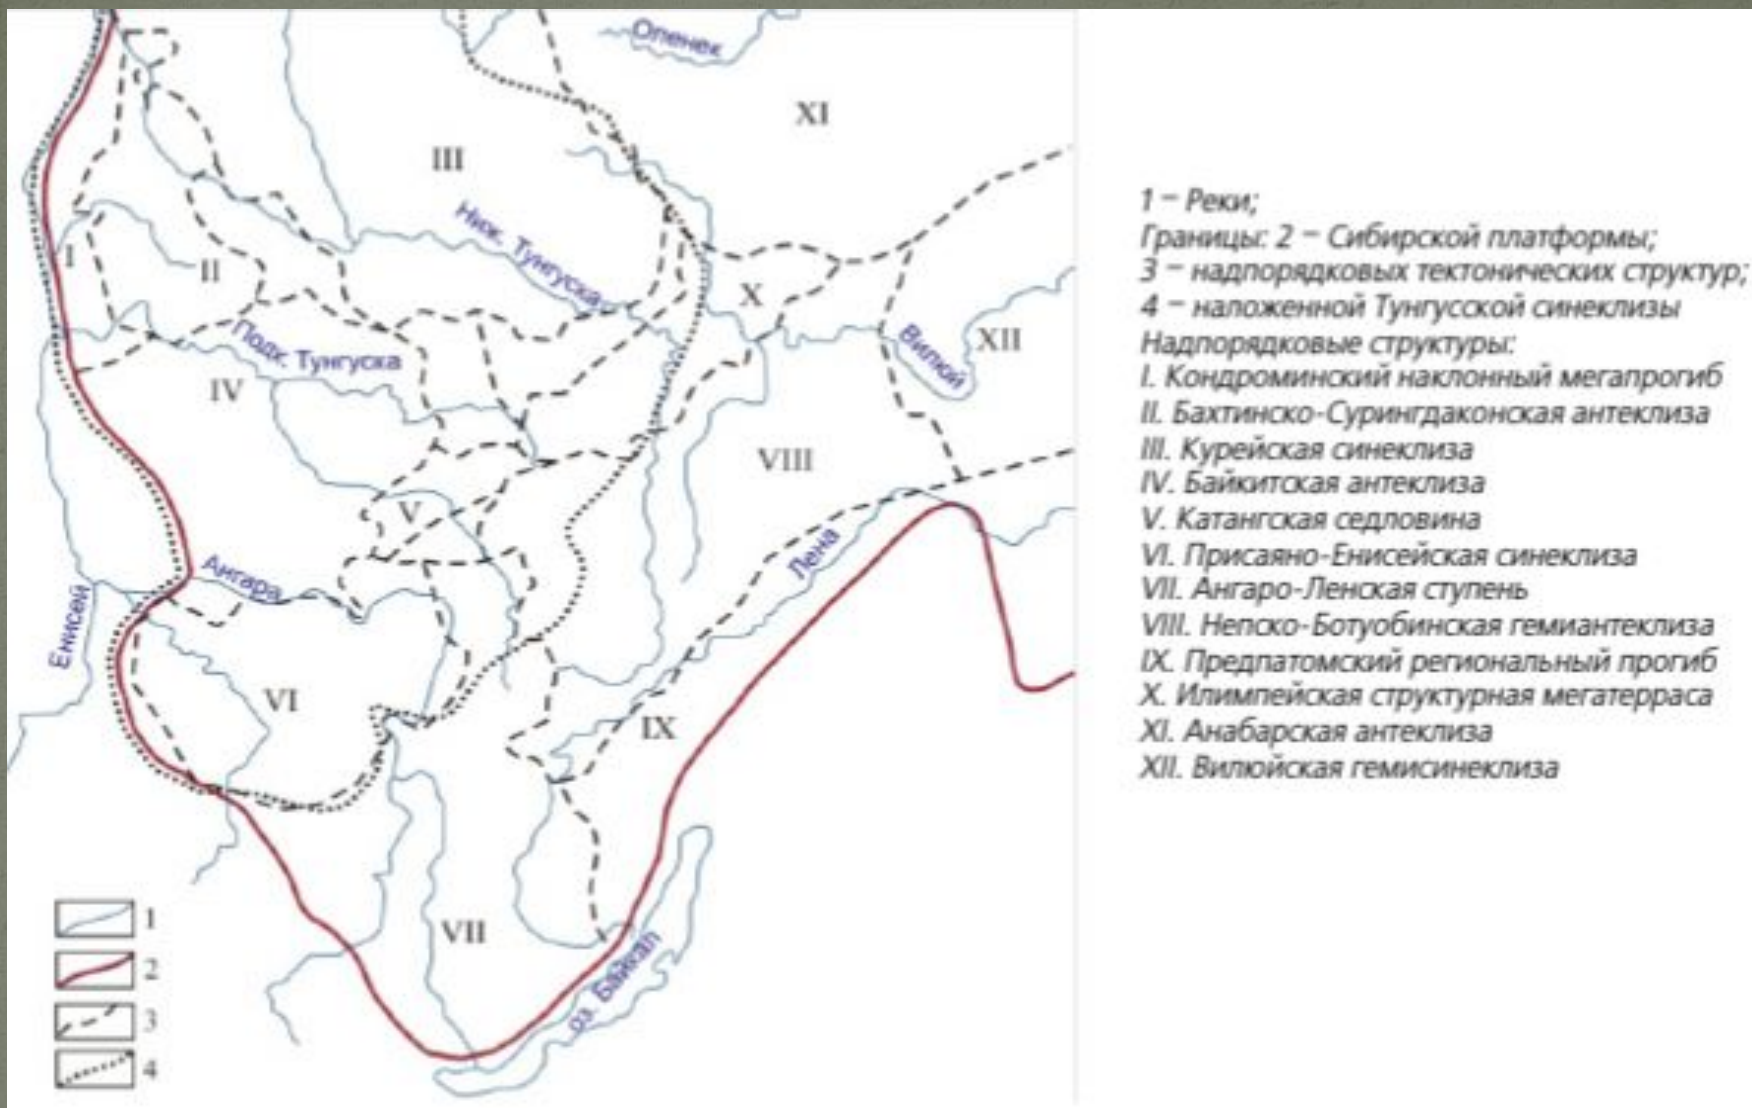 Опенек
XI
III
Ниж. Тунгуска
I
II
X
Подк. Тунгуска
Вилюй
XII
IV
VIII
V
Ангара
Лена
Енисей
VI
IX
VII
оз. Байкал
1
2
3
4
1 – Реки;
Границы: 2 – Сибирской платформы;
3 – надпорядковых тектонических структур;
4 – наложенной Тунгусской синеклизы
Надпорядковые структуры:
I. Кондроминский наклонный мегапрогиб
II. Бахтинско-Сурингдаконская антеклиза
III. Курейская синеклиза
IV. Байкитская антеклиза
V. Катангская седловина
VI. Присаяно-Енисейская синеклиза
VII. Ангаро-Ленская ступень
VIII. Непско-Ботуобинская гемиантеклиза
IX. Предпатомский региональный прогиб
X. Илимпейская структурная мегатерраса
XI. Анабарская антеклиза
XII. Вилюйская гемисинеклиза